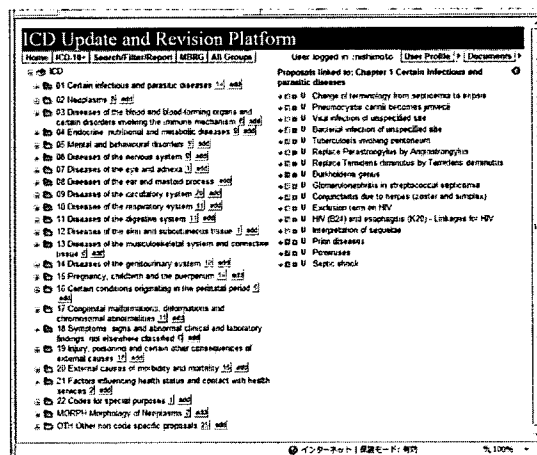 ICD Update and Revision Platform
Home ICD-10+ Search/Filter/Report MBRG All Groups
User logged in :nishimoto User Profile Documents
ICD
01 Certain infectious and parasitic diseases add
02 Neoplasms add
03 Diseases of the blood and blood-forming organs and
certain disorders involving the immune mechanism add
04 Endocrine, nutritional and metabolic diseases add
05 Mental and behavioural disorders add
06 Diseases of the nervous system add
07 Diseases of the eye and adnexa add
08 Diseases of the ear and mastoid process add
09 Diseases of the circulatory system add
10 Diseases of the respiratory system 11 add
11 Diseases of the digestive system 11 add
12 Diseases of the skin and subcutaneous tissue add
13 Diseases of the musculoskeletal system and connective
tissue add
14 Diseases of the genitourinary system add
15 Pregnancy, childbirth and the puerperium add
16 Certain conditions originating in the perinatal period
add
17 Congenital malformations, deformations and
chromosomal abnormalities add
18 Symptoms, signs and abnormal clinical and laboratory
findings, not elsewhere classified add
19 Injury, poisoning and certain other consequences of
external causes add
20 External causes of morbidity and mortality add
21 Factors influencing health status and contact with health
services add
22 Codes for special purposes add
MORPH Morphology of Neoplasms add
OTH Other non code specific proposals add
Proposals linked to: Chapter 1 Certain infectious and
parasitic diseases
U Change of terminology from septicemia to sepsis
U Pneumocystis carinii becomes jirovecii
U Viral infection of unspecified site
U Bacterial infection of unspecified site
U Tuberculosis involving peritoneum
U Replace Parastrongylus by Angiostrongylus
U Replace Temidens diminutus by Ternidens deminutus
U Burkholderia genus
U Glomerulonephritis in streptococcal septicemia
U Conjunctivitis due to herpes (zoster and simplex)
U Exclusion term on HIV
U HIV (B24) and esophagitis (K20) - Linkages for HIV
U Interpretation of sequelae
U Prion diseases
U
U Septic shock
インターネット | 保護モード: 有効